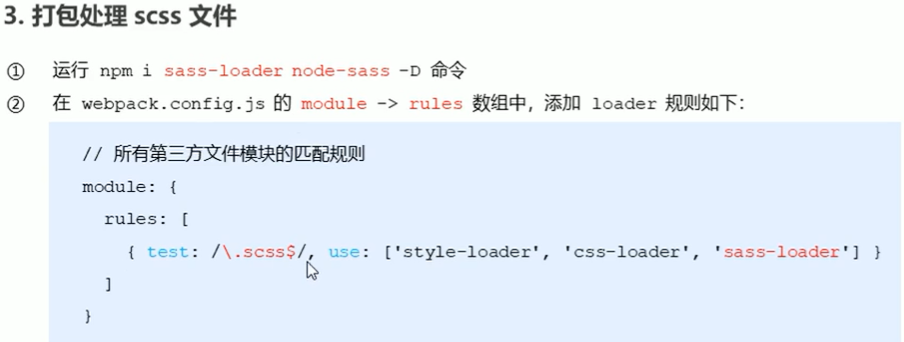 3. 打包处理 scss 文件
① 运行 npm i sass-loader node-sass -D 命令
② 在 webpack.config.js 的 module -> rules 数组中，添加 loader 规则如下：
// 所有第三方文件模块的匹配规则
module: {
rules: [
{ test: /\.scss$/, use: ['style-loader', 'css-loader', 'sass-loader'] }
]
}